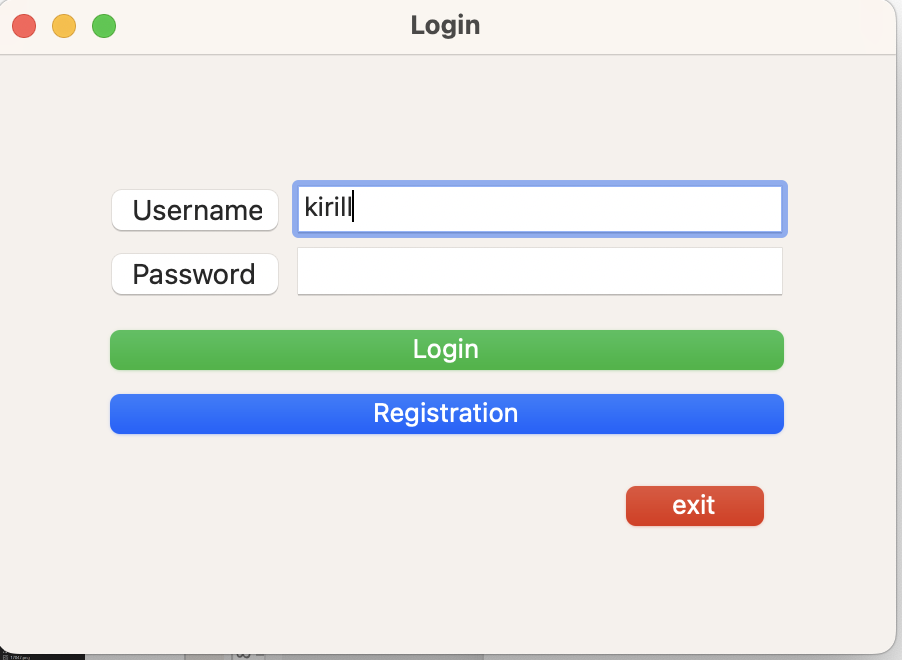 Login
Username
kirill
Password
Login
Registration
exit